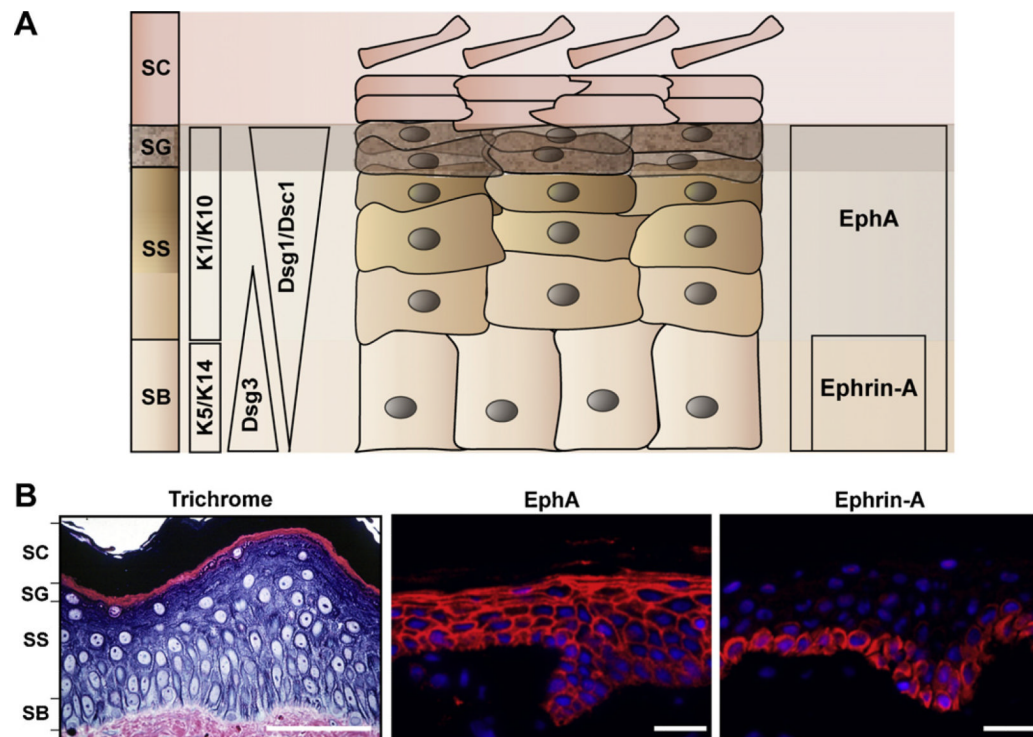 A
SC
SG
SS
SB
K1/K10
K5/K14
Dsg3
Dsg1/Dsc1
EphA
Ephrin-A
B
Trichrome
EphA
Ephrin-A
SC
SG
SS
SB